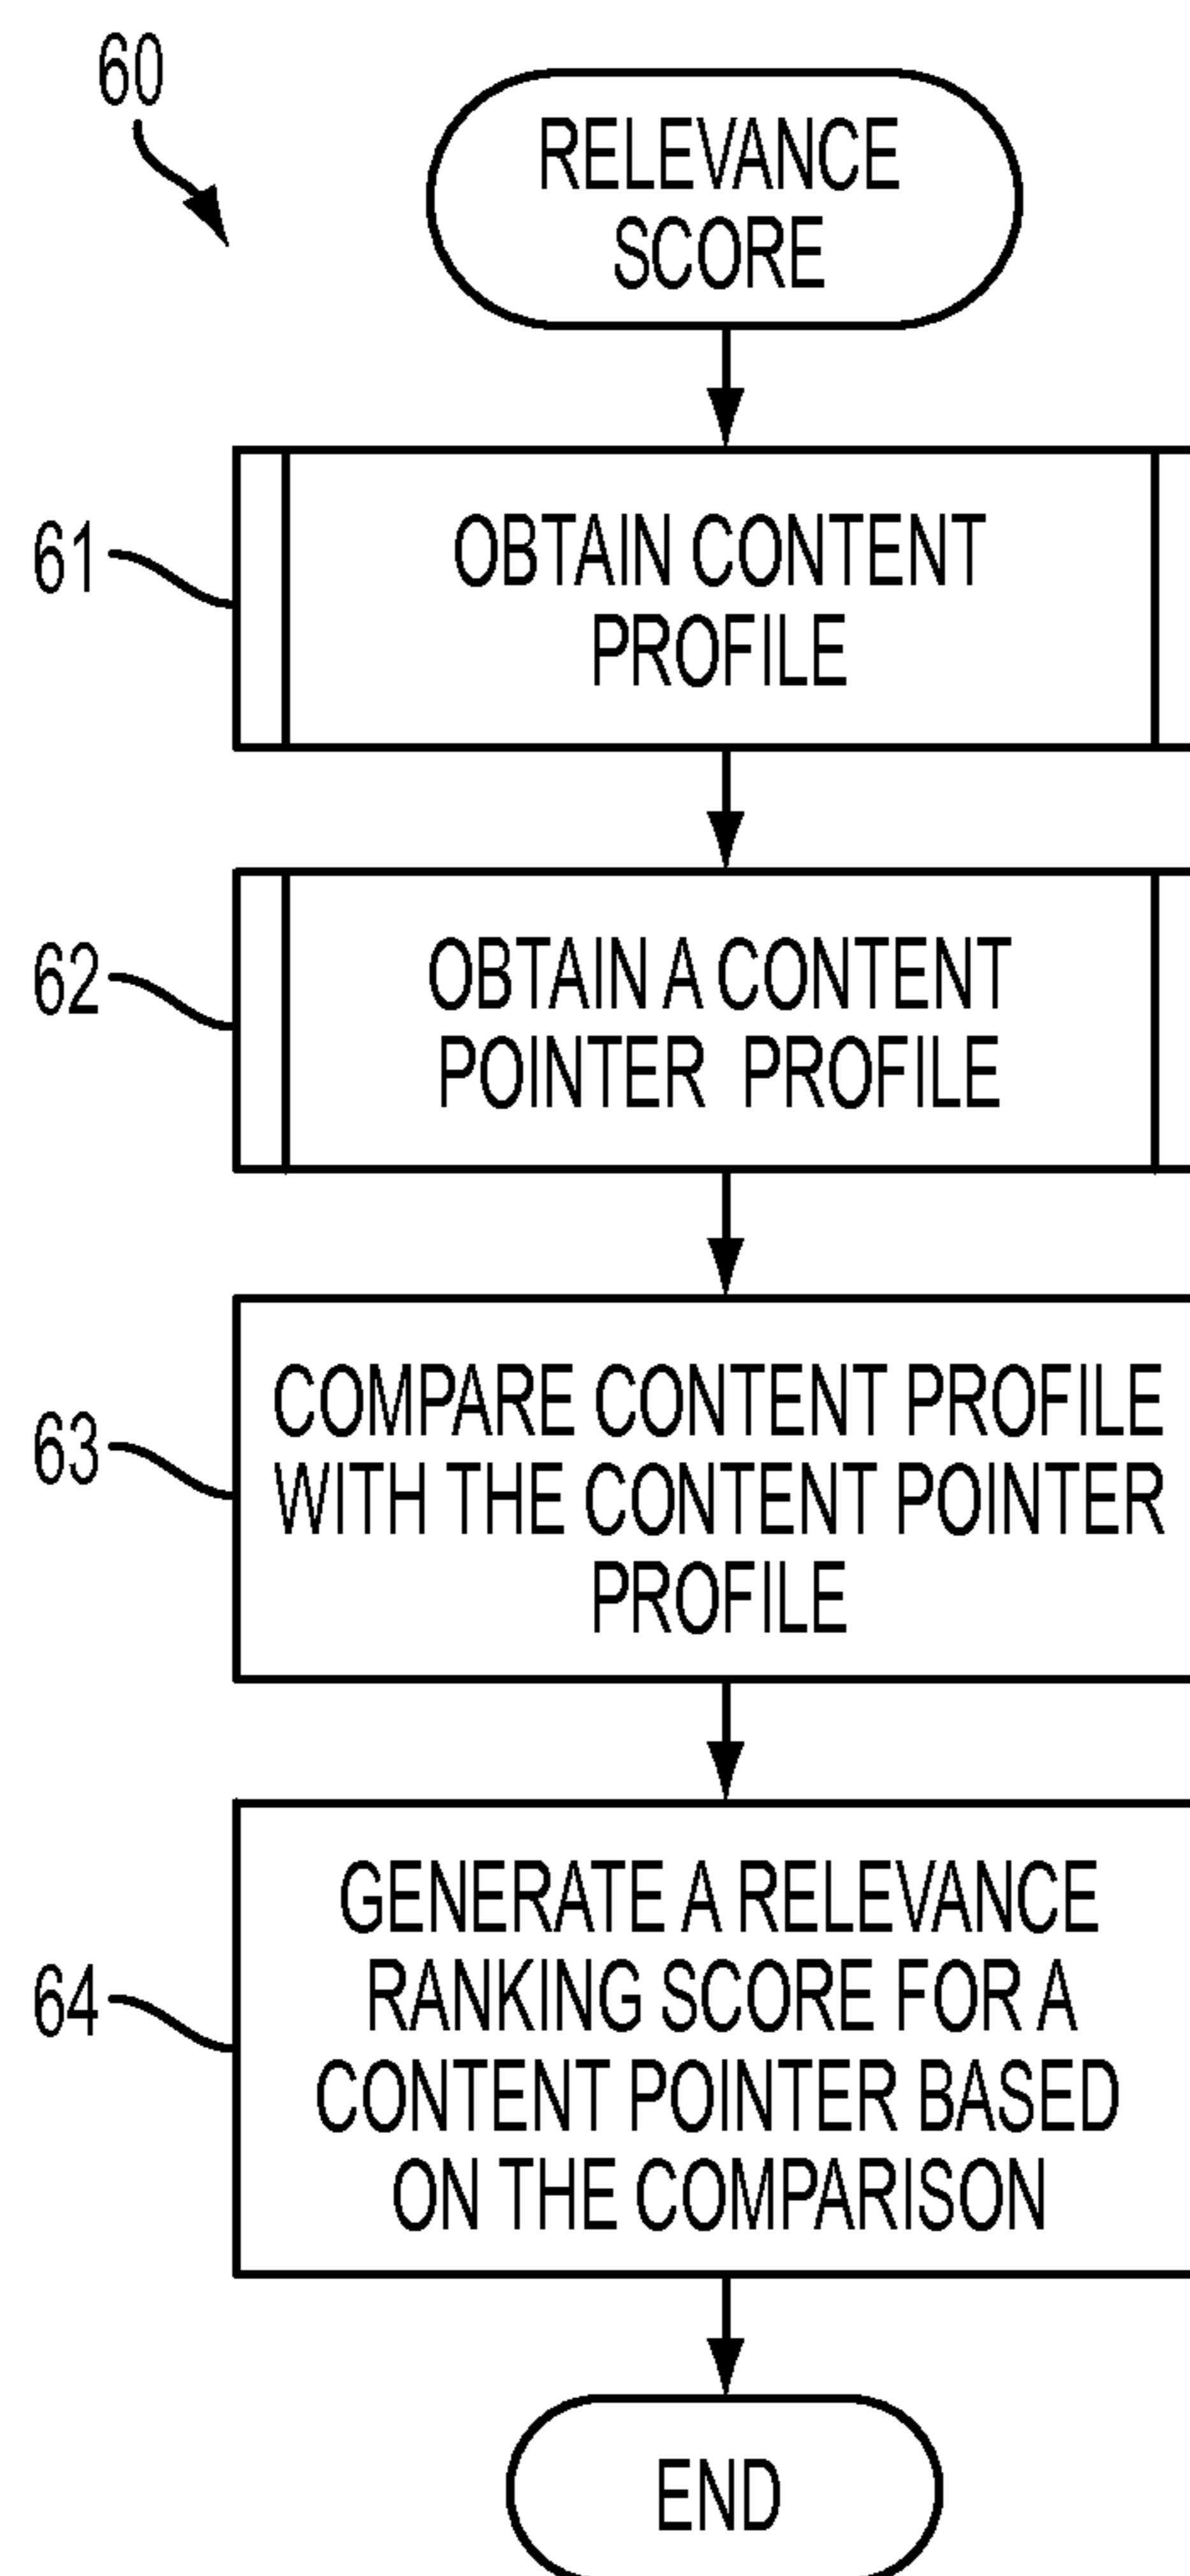 60
RELEVANCE
SCORE
61
OBTAIN CONTENT
PROFILE
62
OBTAIN A CONTENT
POINTER PROFILE
63
COMPARE CONTENT PROFILE
WITH THE CONTENT POINTER
PROFILE
64
GENERATE A RELEVANCE
RANKING SCORE FOR A
CONTENT POINTER BASED
ON THE COMPARISON
END